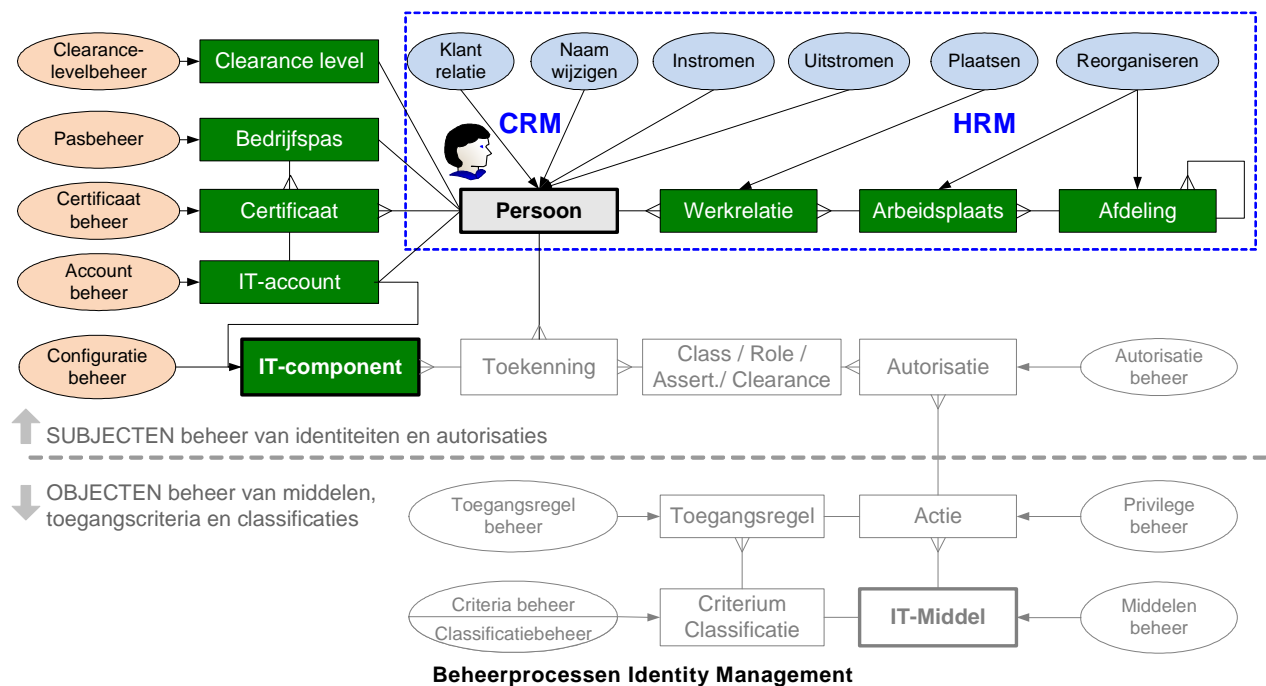 Clearance-
levelbeheer
Clearance level
Klant
relatie
Naam
wijzigen
Instromen
Uitstromen
Plaatsen
Reorganiseren
CRM
HRM
Pasbeheer
Bedrijfspas
Certificaat
beheer
Certificaat
Persoon
Werkrelatie
Arbeidsplaats
Afdeling
Account
beheer
IT-account
Configuratie
beheer
IT-component
Toekenning
Class / Role /
Assert./ Clearance
Autorisatie
Autorisatie
beheer
SUBJECTEN beheer van identiteiten en autorisaties
OBJECTEN beheer van middelen,
toegangscriteria en classificaties
Toegangsregel
beheer
Toegangsregel
Actie
Privilege
beheer
Criteria beheer
Classificatiebeheer
Criterium
Classificatie
IT-Middel
Middelen
beheer
Beheerprocessen Identity Management